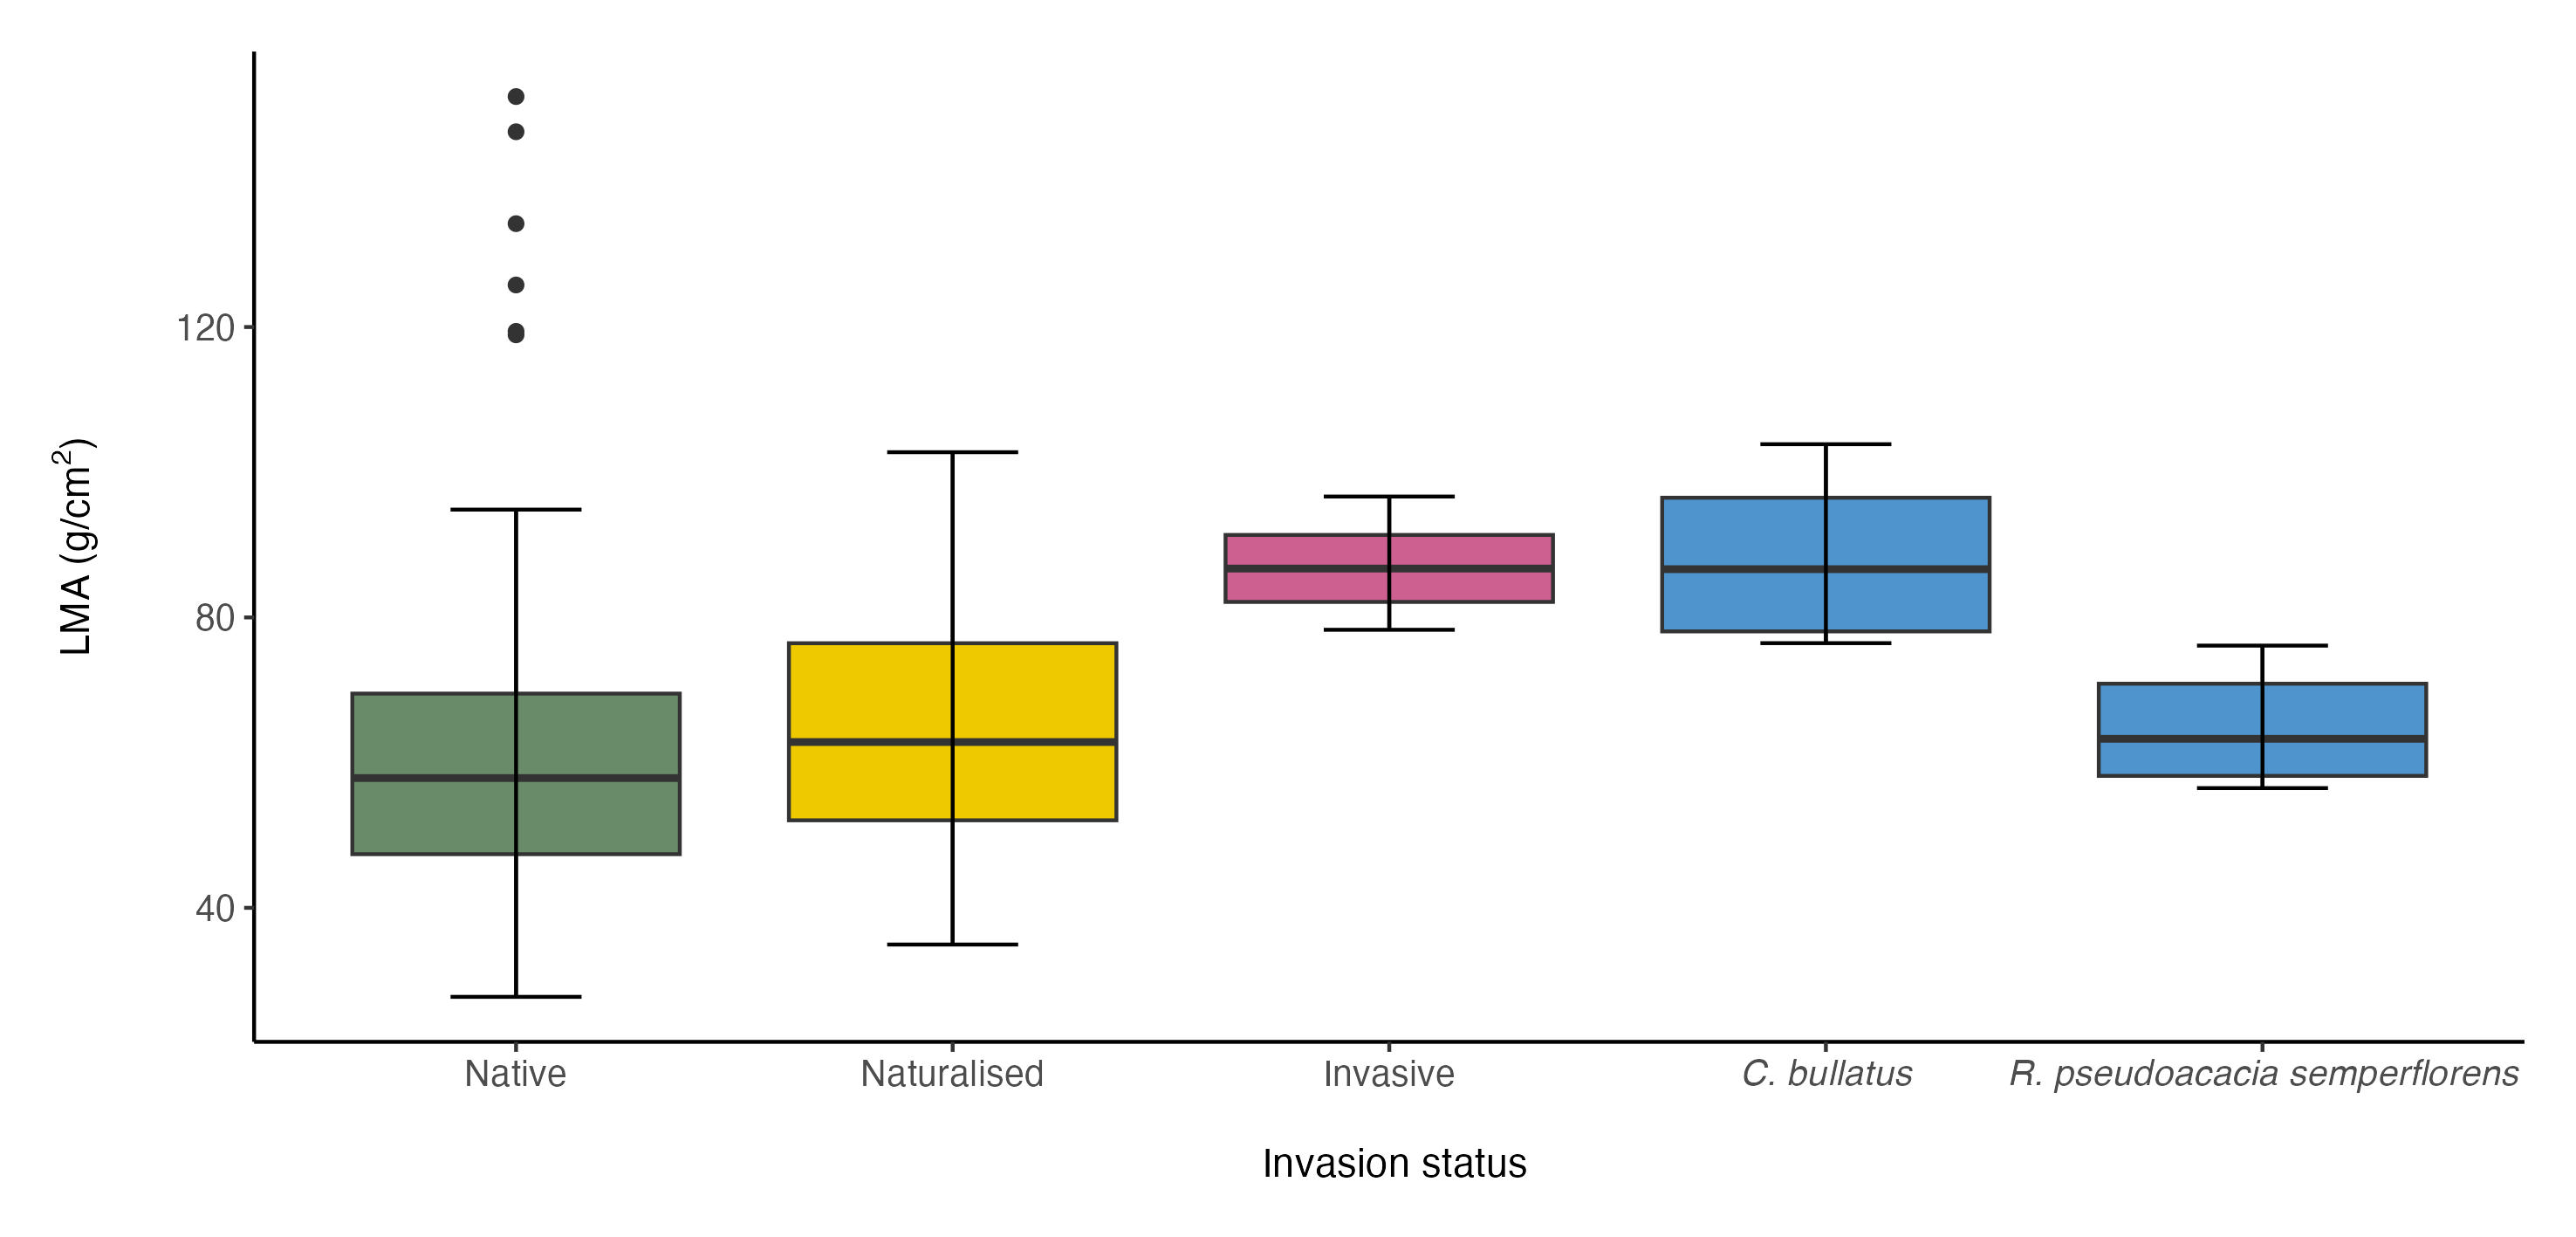 LMA (g/cm²)
120
80
40
Native
Naturalised
Invasive
C. bullatus
R. pseudoacacia semperflorens
Invasion status